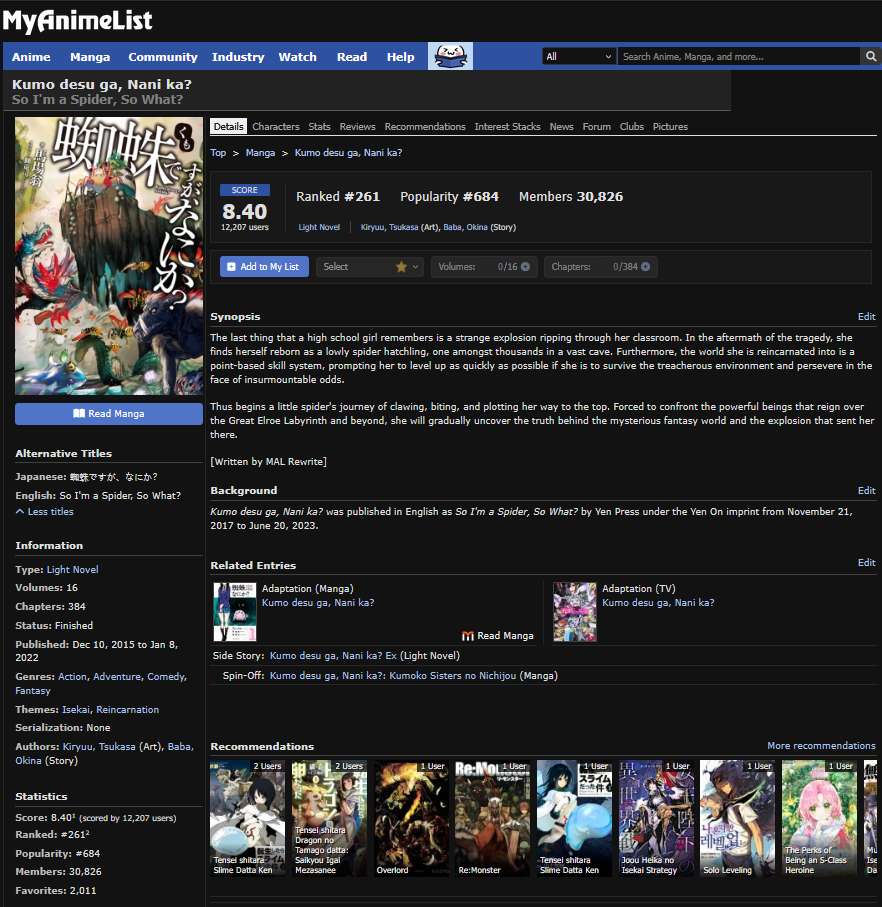 MyAnimeList
Anime Manga Community Industry Watch Read Help
All
Search Anime, Manga, and more...
Kumo desu ga, Nani ka?
So I'm a Spider, So What?
蜘蛛ですが、なにか?
くも
馬場翁
Read Manga
Alternative Titles
Japanese: 蜘蛛ですが、なにか?
English: So I'm a Spider, So What?
Less titles
Information
Type: Light Novel
Volumes: 16
Chapters: 384
Status: Finished
Published: Dec 10, 2015 to Jan 8,
2022
Genres: Action, Adventure, Comedy,
Fantasy
Themes: Isekai, Reincarnation
Serialization: None
Authors: Kiryuu, Tsukasa (Art), Baba,
Okina (Story)
Statistics
Score: 8.40¹ (scored by 12,207 users)
Ranked: #261²
Popularity: #684
Members: 30,826
Favorites: 2,011
Details Characters Stats Reviews Recommendations Interest Stacks News Forum Clubs Pictures
Top > Manga > Kumo desu ga, Nani ka?
SCORE
8.40
12,207 users
Ranked #261 Popularity #684 Members 30,826
Light Novel Kiryuu, Tsukasa (Art), Baba, Okina (Story)
Add to My List
Select
Volumes: 0/16
Chapters: 0/384
Synopsis Edit
The last thing that a high school girl remembers is a strange explosion ripping through her classroom. In the aftermath of the tragedy, she
finds herself reborn as a lowly spider hatchling, one amongst thousands in a vast cave. Furthermore, the world she is reincarnated into is a
point-based skill system, prompting her to level up as quickly as possible if she is to survive the treacherous environment and persevere in the
face of insurmountable odds.
Thus begins a little spider's journey of clawing, biting, and plotting her way to the top. Forced to confront the powerful beings that reign over
the Great Elroe Labyrinth and beyond, she will gradually uncover the truth behind the mysterious fantasy world and the explosion that sent her
there.
[Written by MAL Rewrite]
Background Edit
Kumo desu ga, Nani ka? was published in English as So I'm a Spider, So What? by Yen Press under the Yen On imprint from November 21,
2017 to June 20, 2023.
Related Entries Edit
Adaptation (Manga)
Kumo desu ga, Nani ka?
Read Manga
Adaptation (TV)
Kumo desu ga, Nani ka?
Side Story: Kumo desu ga, Nani ka? Ex (Light Novel)
Spin-Off: Kumo desu ga, Nani ka?: Kumoko Sisters no Nichijou (Manga)
Recommendations More recommendations
2 Users
Tensei shitara
Slime Datta Ken
2 Users
Tensei shitara
Dragon no
Tamago datta:
Saikyou Igai
Mezasanee
1 User
Overlord
1 User
Re:Monster
1 User
Tensei shitara
Slime Datta Ken
1 User
Joou Heika no
Isekai Strategy
1 User
Solo Leveling
1 User
The Perks of
Being an S-Class
Heroine